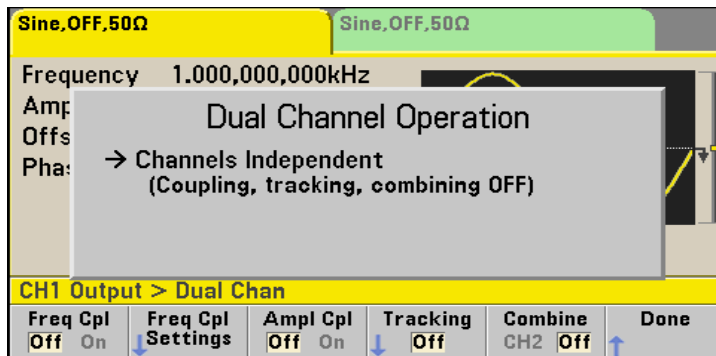 Sine,OFF,50Ω
Sine,OFF,50Ω
Frequency 1.000,000,000kHz
Amp
Offs
Pha
Dual Channel Operation
→ Channels Independent
(Coupling, tracking, combining OFF)
CH1 Output > Dual Chan
Freq Cpl Freq Cpl Ampl Cpl Tracking Combine Done
Off On ↓Settings Off On ↓ Off CH2 Off ↑